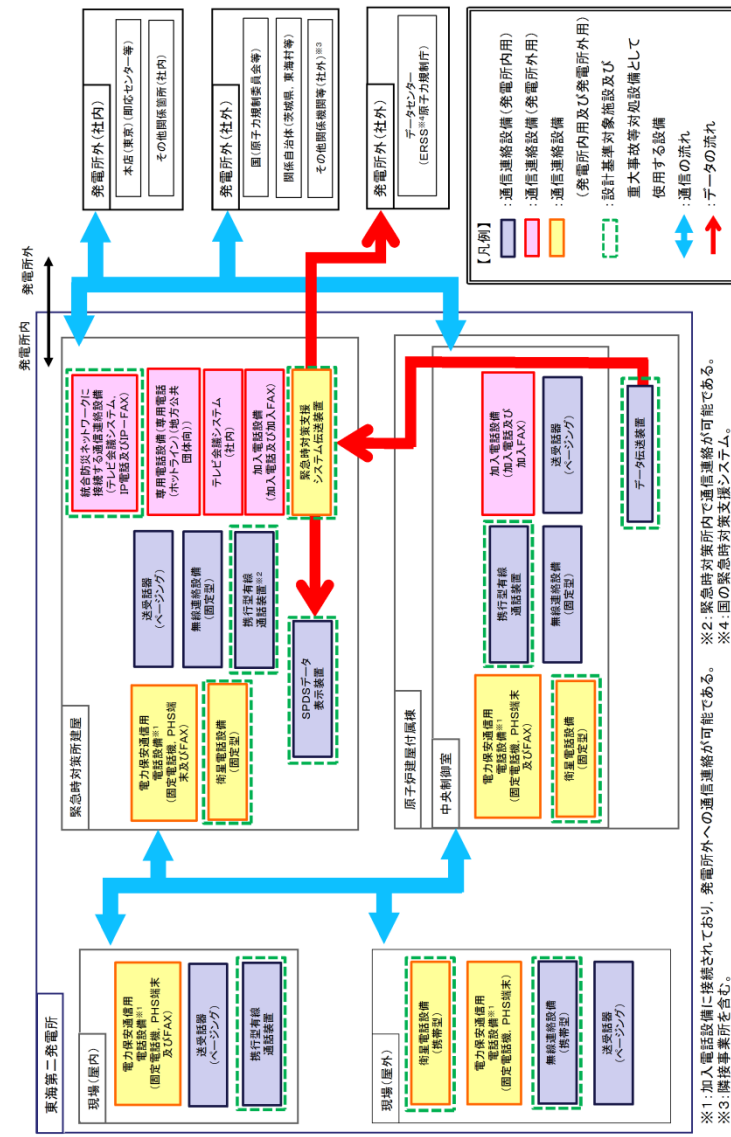 東海第二発電所
発電所内
発電所外
現場(屋内)
電力保安通信用
電話設備※1
(固定電話機、PHS端末
及びFAX)
送受話器
(ページング)
携行型有線
通話装置
現場(屋外)
衛星電話設備
(携帯型)
電力保安通信用
電話設備※1
(固定電話機、PHS端末)
無線連絡設備
(携帯型)
送受話器
(ページング)
緊急時対策所建屋
電力保安通信用
電話設備※1
(固定電話機、PHS端
末及びFAX)
衛星電話設備
(固定型)
送受話器
(ページング)
無線連絡設備
(固定型)
携行型有線
通話装置※2
SPDSデータ
表示装置
統合防災ネットワークに
接続する通信連絡設備
(テレビ会議システム、
IP電話及びIP-FAX)
専用電話設備(専用電話
(ホットライン)(地方公共
団体向))
テレビ会議システム
(社内)
加入電話設備
(加入電話及び加入FAX)
緊急時対策支援
システム伝送装置
原子炉建屋付属棟
中央制御室
電力保安通信用
電話設備※1
(固定電話機、PHS端末
及びFAX)
衛星電話設備
(固定型)
携行型有線
通話装置
無線連絡設備
(固定型)
加入電話設備
(加入電話及び
加入FAX)
送受話器
(ページング)
データ伝送装置
発電所外(社内)
本店(東京)(即応センター等)
その他関係箇所(社内)
発電所外(社外)
国(原子力規制委員会等)
関係自治体(茨城県、東海村等)
その他関係機関等(社外)※3
発電所外(社外)
データセンター
(ERSS※4原子力規制庁)
【凡例】
:通信連絡設備(発電所内用)
:通信連絡設備(発電所外用)
:通信連絡設備
(発電所内用及び発電所外用)
:設計基準対象施設及び
重大事故等対処設備として
使用する設備
:通信の流れ
:データの流れ
※1:加入電話設備に接続されており、発電所外への通信連絡が可能である。
※2:緊急時対策所内で通信連絡が可能である。
※3:隣接事業所を含む。
※4:国の緊急時対策支援システム。